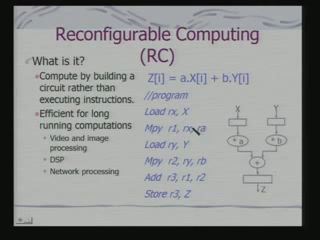 Reconfigurable Computing
(RC)
What is it?
Compute by building a
circuit rather than
executing instructions.
Efficient for long
running computations
Video and image
processing
DSP
Network processing
Z[i] = a.X[i] + b.Y[i]
//program
Load rx, X
Mpy r1, rx, ra
Load ry, Y
Mpy r2, ry, rb
Add r3, r1, r2
Store r3, Z
X Y
* a * b
+
Z